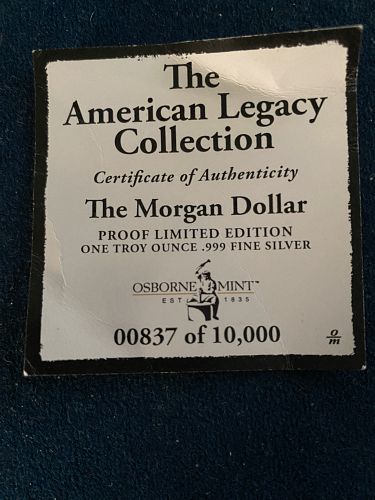 The
American Legacy
Collection
Certificate of Authenticity
The Morgan Dollar
PROOF LIMITED EDITION
ONE TROY OUNCE .999 FINE SILVER
OSBORNE MINT™
EST 1835
00837 of 10,000
o/m